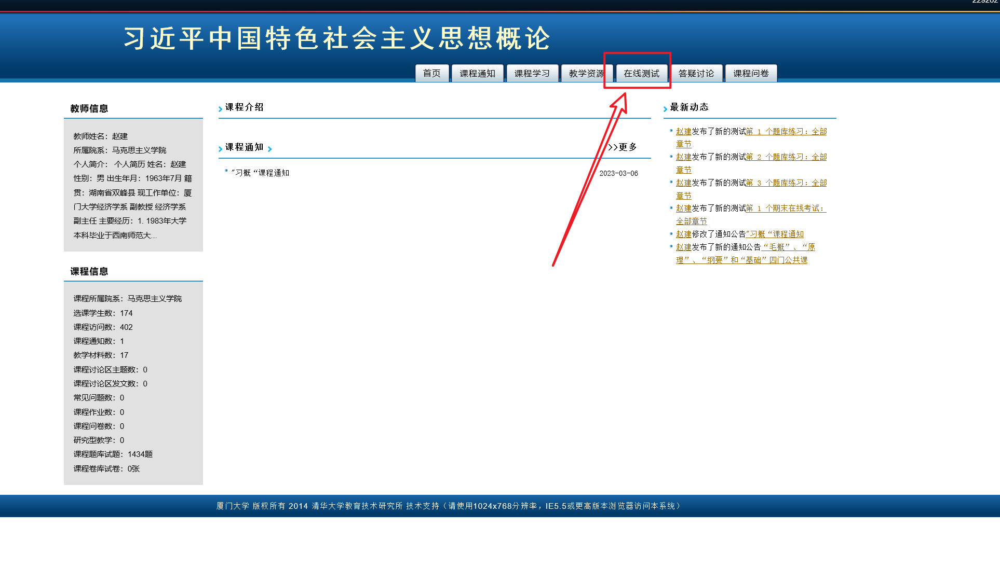 229202
习近平中国特色社会主义思想概论
首页 课程通知 课程学习 教学资源 在线测试 答疑讨论 课程问卷
教师信息
教师姓名：赵建
所属院系：马克思主义学院
个人简介： 个人简历 姓名：赵建
性别：男 出生年月：1963年7月 籍
贯：湖南省双峰县 现工作单位：厦
门大学经济学系 副教授 经济学系
副主任 主要经历：1. 1983年大学
本科毕业于西南师范大...
课程信息
课程所属院系：马克思主义学院
选课学生数：174
课程访问数：402
课程通知数：1
教学材料数：17
课程讨论区主题数：0
课程讨论区发文数：0
常见问题数：0
课程作业数：0
课程问卷数：0
研究型教学：0
课程题库试题：1434题
课程卷库试卷：0张
课程介绍
课程通知
>>更多
"习概“课程通知 2023-03-06
最新动态
赵建发布了新的测试第 1 个题库练习：全部
章节
赵建发布了新的测试第 2 个题库练习：全部
章节
赵建发布了新的测试第 3 个题库练习：全部
章节
赵建发布了新的测试第 1 个期末在线考试：
全部章节
赵建修改了通知公告"习概“课程通知
赵建发布了新的通知公告“毛概”、“原
理”、“纲要”和“基础”四门公共课
厦门大学 版权所有 2014 清华大学教育技术研究所 技术支持（请使用1024x768分辨率，IE5.5或更高版本浏览器访问本系统）